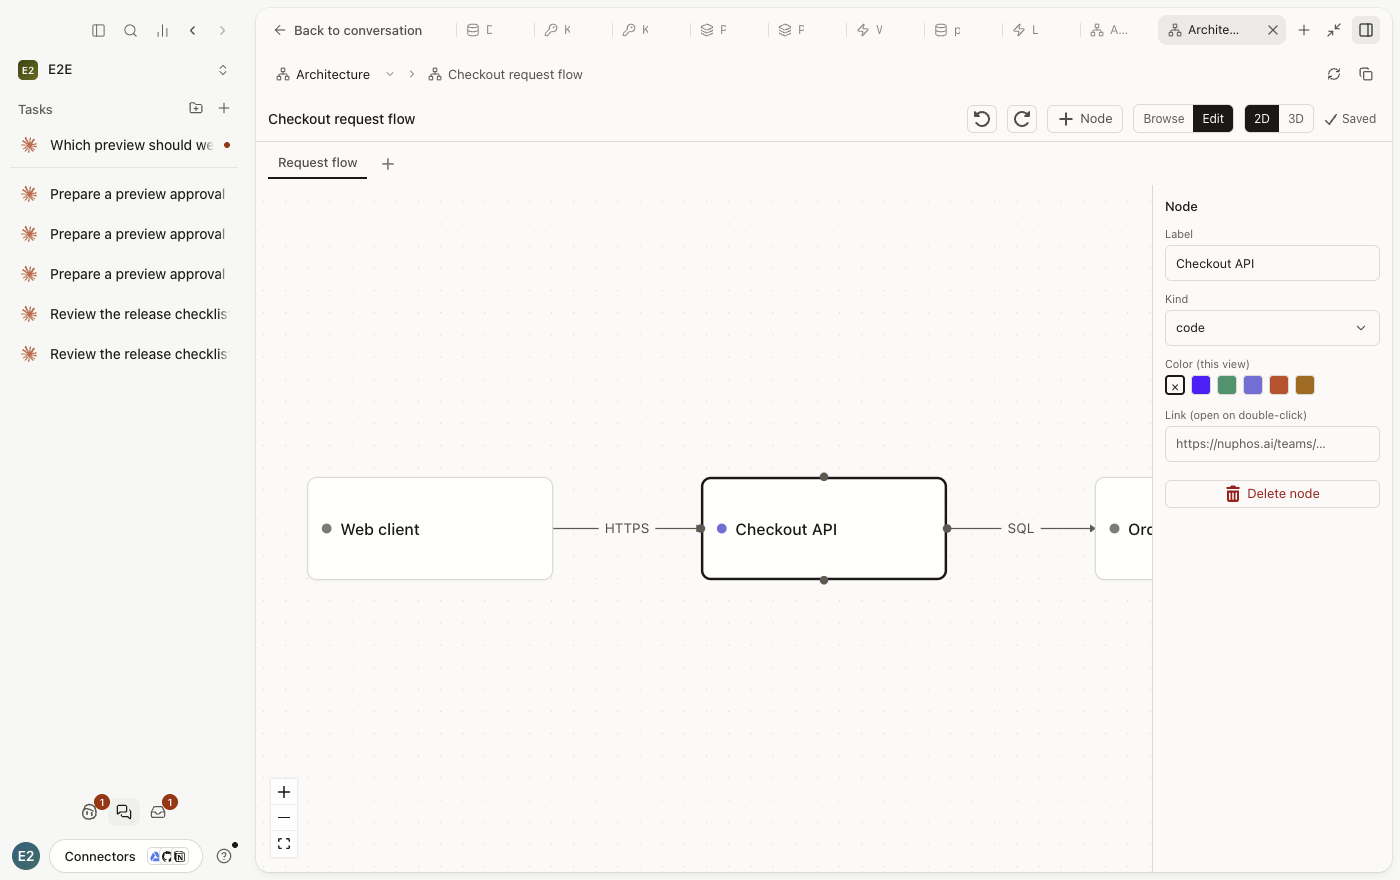 E2 E2E
Tasks
Which preview should we
Prepare a preview approval
Prepare a preview approval
Prepare a preview approval
Review the release checklis
Review the release checklis
1
1
E2 Connectors
Back to conversation
K K P P V p L A... Archite...
Architecture > Checkout request flow
Checkout request flow
Node Browse Edit 2D 3D Saved
Request flow
Web client HTTPS Checkout API SQL
Node
Label
Checkout API
Kind
code
Color (this view)
Link (open on double-click)
https://nuphos.ai/teams/...
Delete node